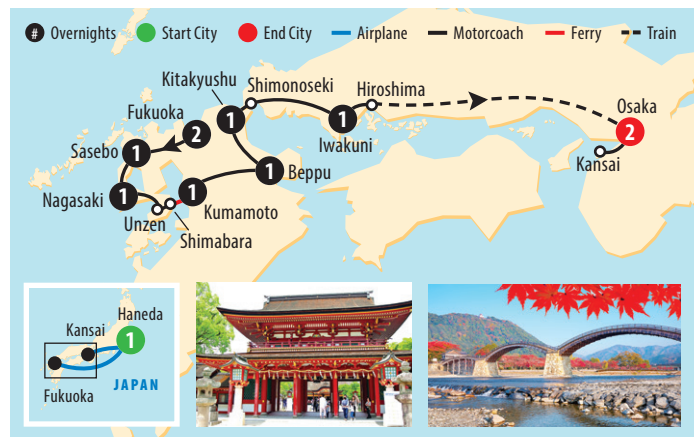 # Overnights Start City End City Airplane Motorcoach Ferry Train
Kitakyushu
Shimonoseki
Hiroshima
Fukuoka
Osaka
2
1
1
2
Sasebo
1
Iwakuni
Kansai
1
Beppu
Nagasaki
1
1
Kumamoto
Unzen
Shimabara
Haneda
Kansai
1
JAPAN
Fukuoka